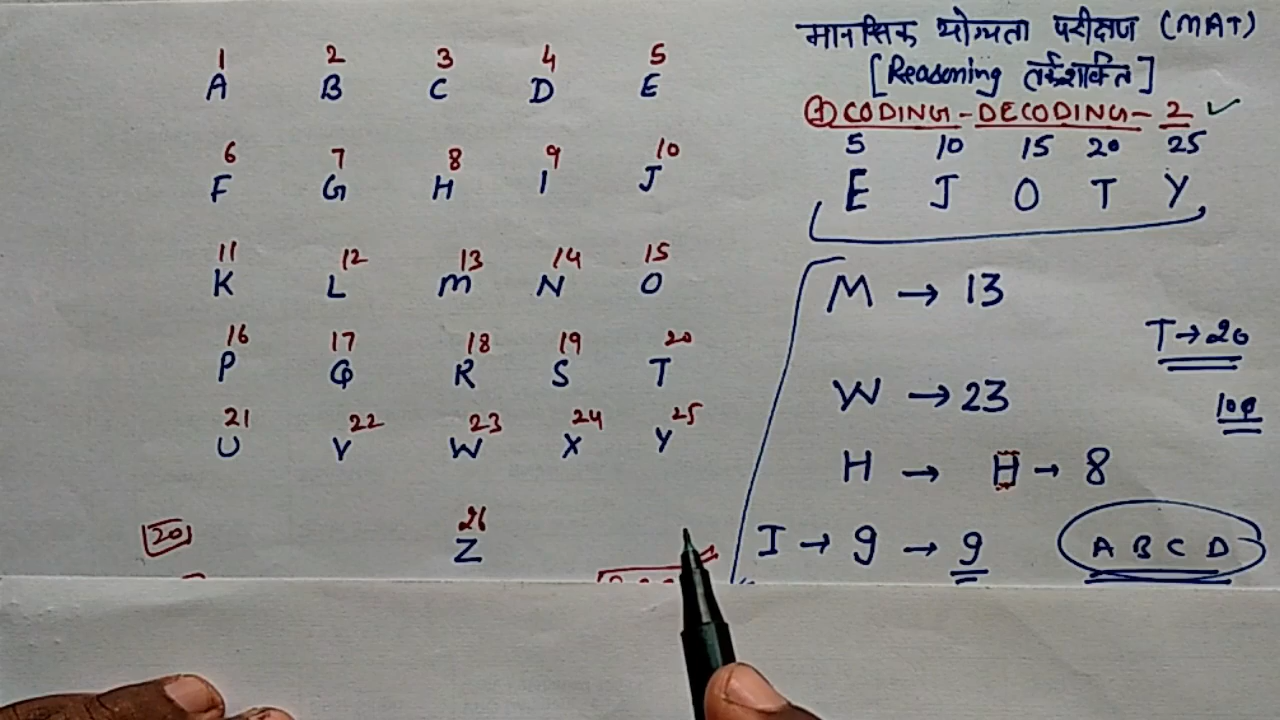 1 2 3 4 5
A B C D E
6 7 8 9 10
F G H I J
11 12 13 14 15
K L M N O
16 17 18 19 20
P Q R S T
21 22 23 24 25
U V W X Y
26
Z
20
मानसिक योग्यता परीक्षण (MAT)
[Reasoning तर्कशक्ति]
① CODING - DECODING - 2 ✓
5 10 15 20 25
E J O T Y
M → 13
T → 20
W → 23
H → H → 8
I → 9 → 9
A B C D